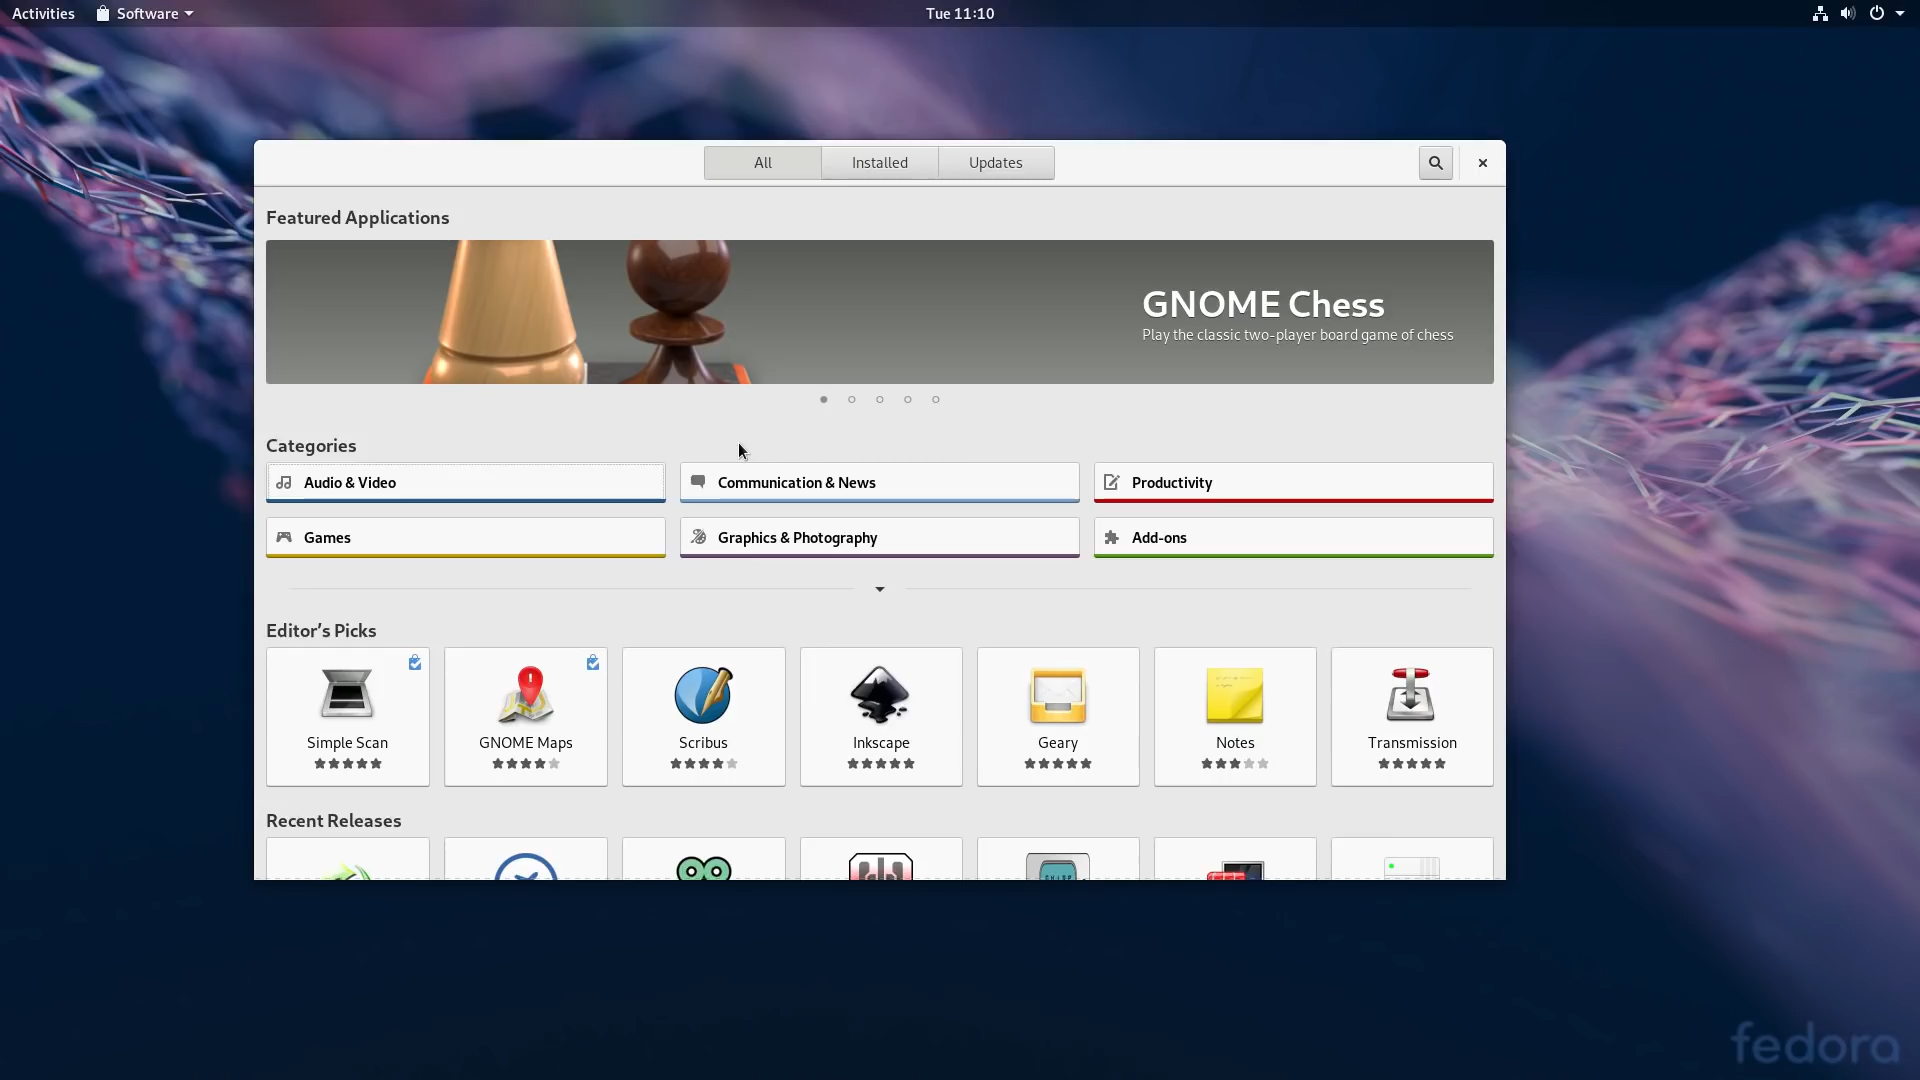 Activities Software Tue 11:10
All Installed Updates
Featured Applications
GNOME Chess
Play the classic two-player board game of chess
Categories
Audio & Video Communication & News Productivity
Games Graphics & Photography Add-ons
Editor’s Picks
Simple Scan GNOME Maps Scribus Inkscape Geary Notes Transmission
Recent Releases
fedora